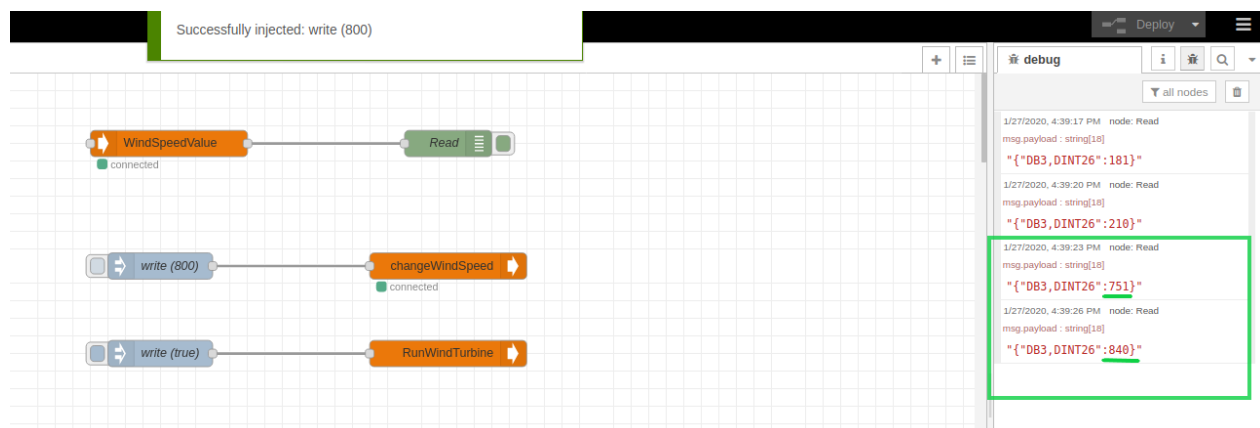 Successfully injected: write (800)
Deploy
debug
i
all nodes
WindSpeedValue
connected
Read
write (800)
changeWindSpeed
connected
write (true)
RunWindTurbine
1/27/2020, 4:39:17 PM node: Read
msg.payload : string[18]
"{"DB3,DINT26":181}"
1/27/2020, 4:39:20 PM node: Read
msg.payload : string[18]
"{"DB3,DINT26":210}"
1/27/2020, 4:39:23 PM node: Read
msg.payload : string[18]
"{"DB3,DINT26":751}"
1/27/2020, 4:39:26 PM node: Read
msg.payload : string[18]
"{"DB3,DINT26":840}"